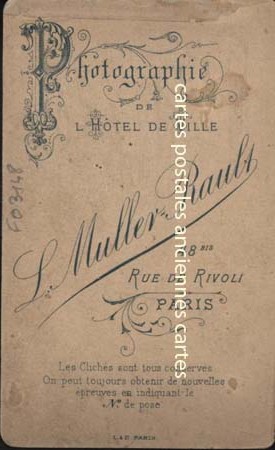 Photographie
DE
L'HÔTEL DE VILLE
L. Muller-Rault
8 BIS
RUE DE RIVOLI
PARIS
Les Clichés sont tous conservés
On peut toujours obtenir de nouvelles
épreuves en indiquant le
N° de pose
L & D PARIS
F03148
cartes postales anciennes cartes